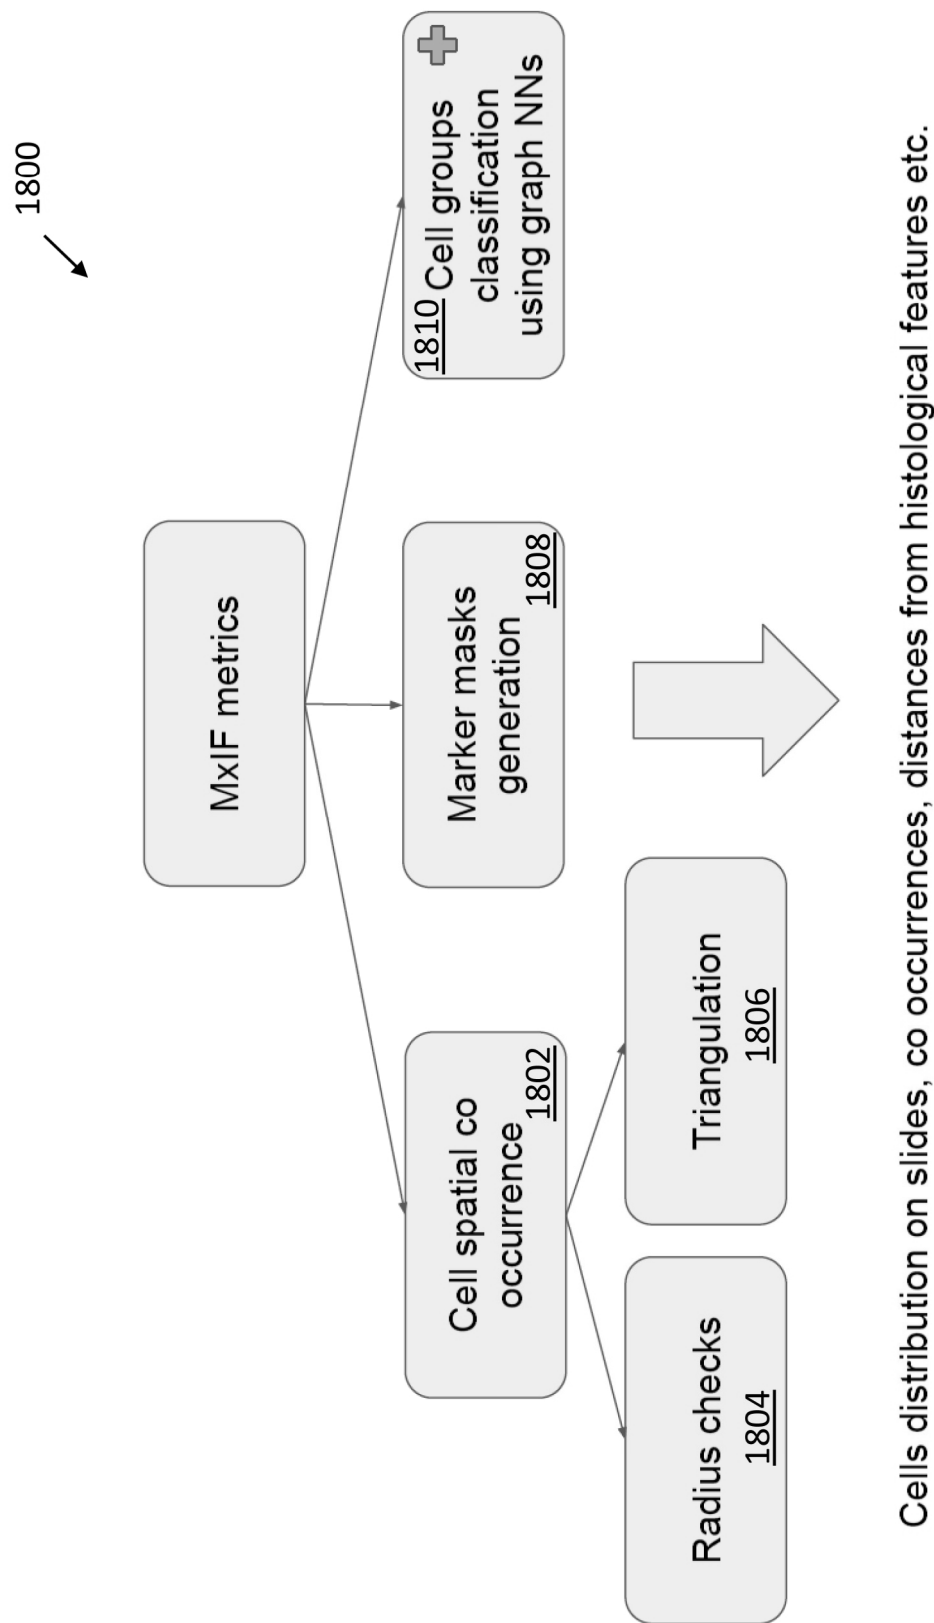 1800
MxIF metrics
Cell spatial co
occurrence
1802
Marker masks
generation
1808
1810
Cell groups
classification
using graph NNs
Radius checks
1804
Triangulation
1806
Cells distribution on slides, co occurrences, distances from histological features etc.